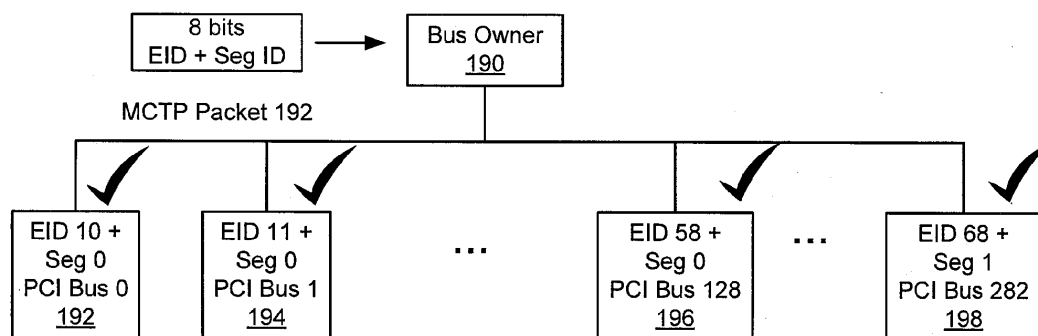 8 bits
EID + Seg ID
Bus Owner
190
MCTP Packet 192
EID 10 +
Seg 0
PCI Bus 0
192
EID 11 +
Seg 0
PCI Bus 1
194
...
EID 58 +
Seg 0
PCI Bus 128
196
...
EID 68 +
Seg 1
PCI Bus 282
198